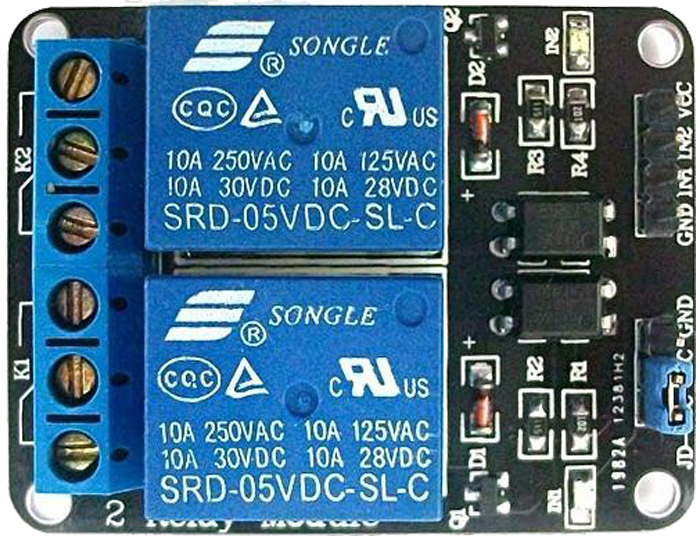 SONGLE
®
CQC
C US
10A 250VAC 10A 125VAC
10A 30VDC 10A 28VDC
SRD-05VDC-SL-C
SONGLE
®
CQC
C US
10A 250VAC 10A 125VAC
10A 30VDC 10A 28VDC
SRD-05VDC-SL-C
2 Relay Module
K2
K1
Q2
D2
IN2
R3
R4
+
+
R2
R1
D1
Q1
IN1
GND IN1 IN2 VCC
GND
JD
19B2A 12381H2